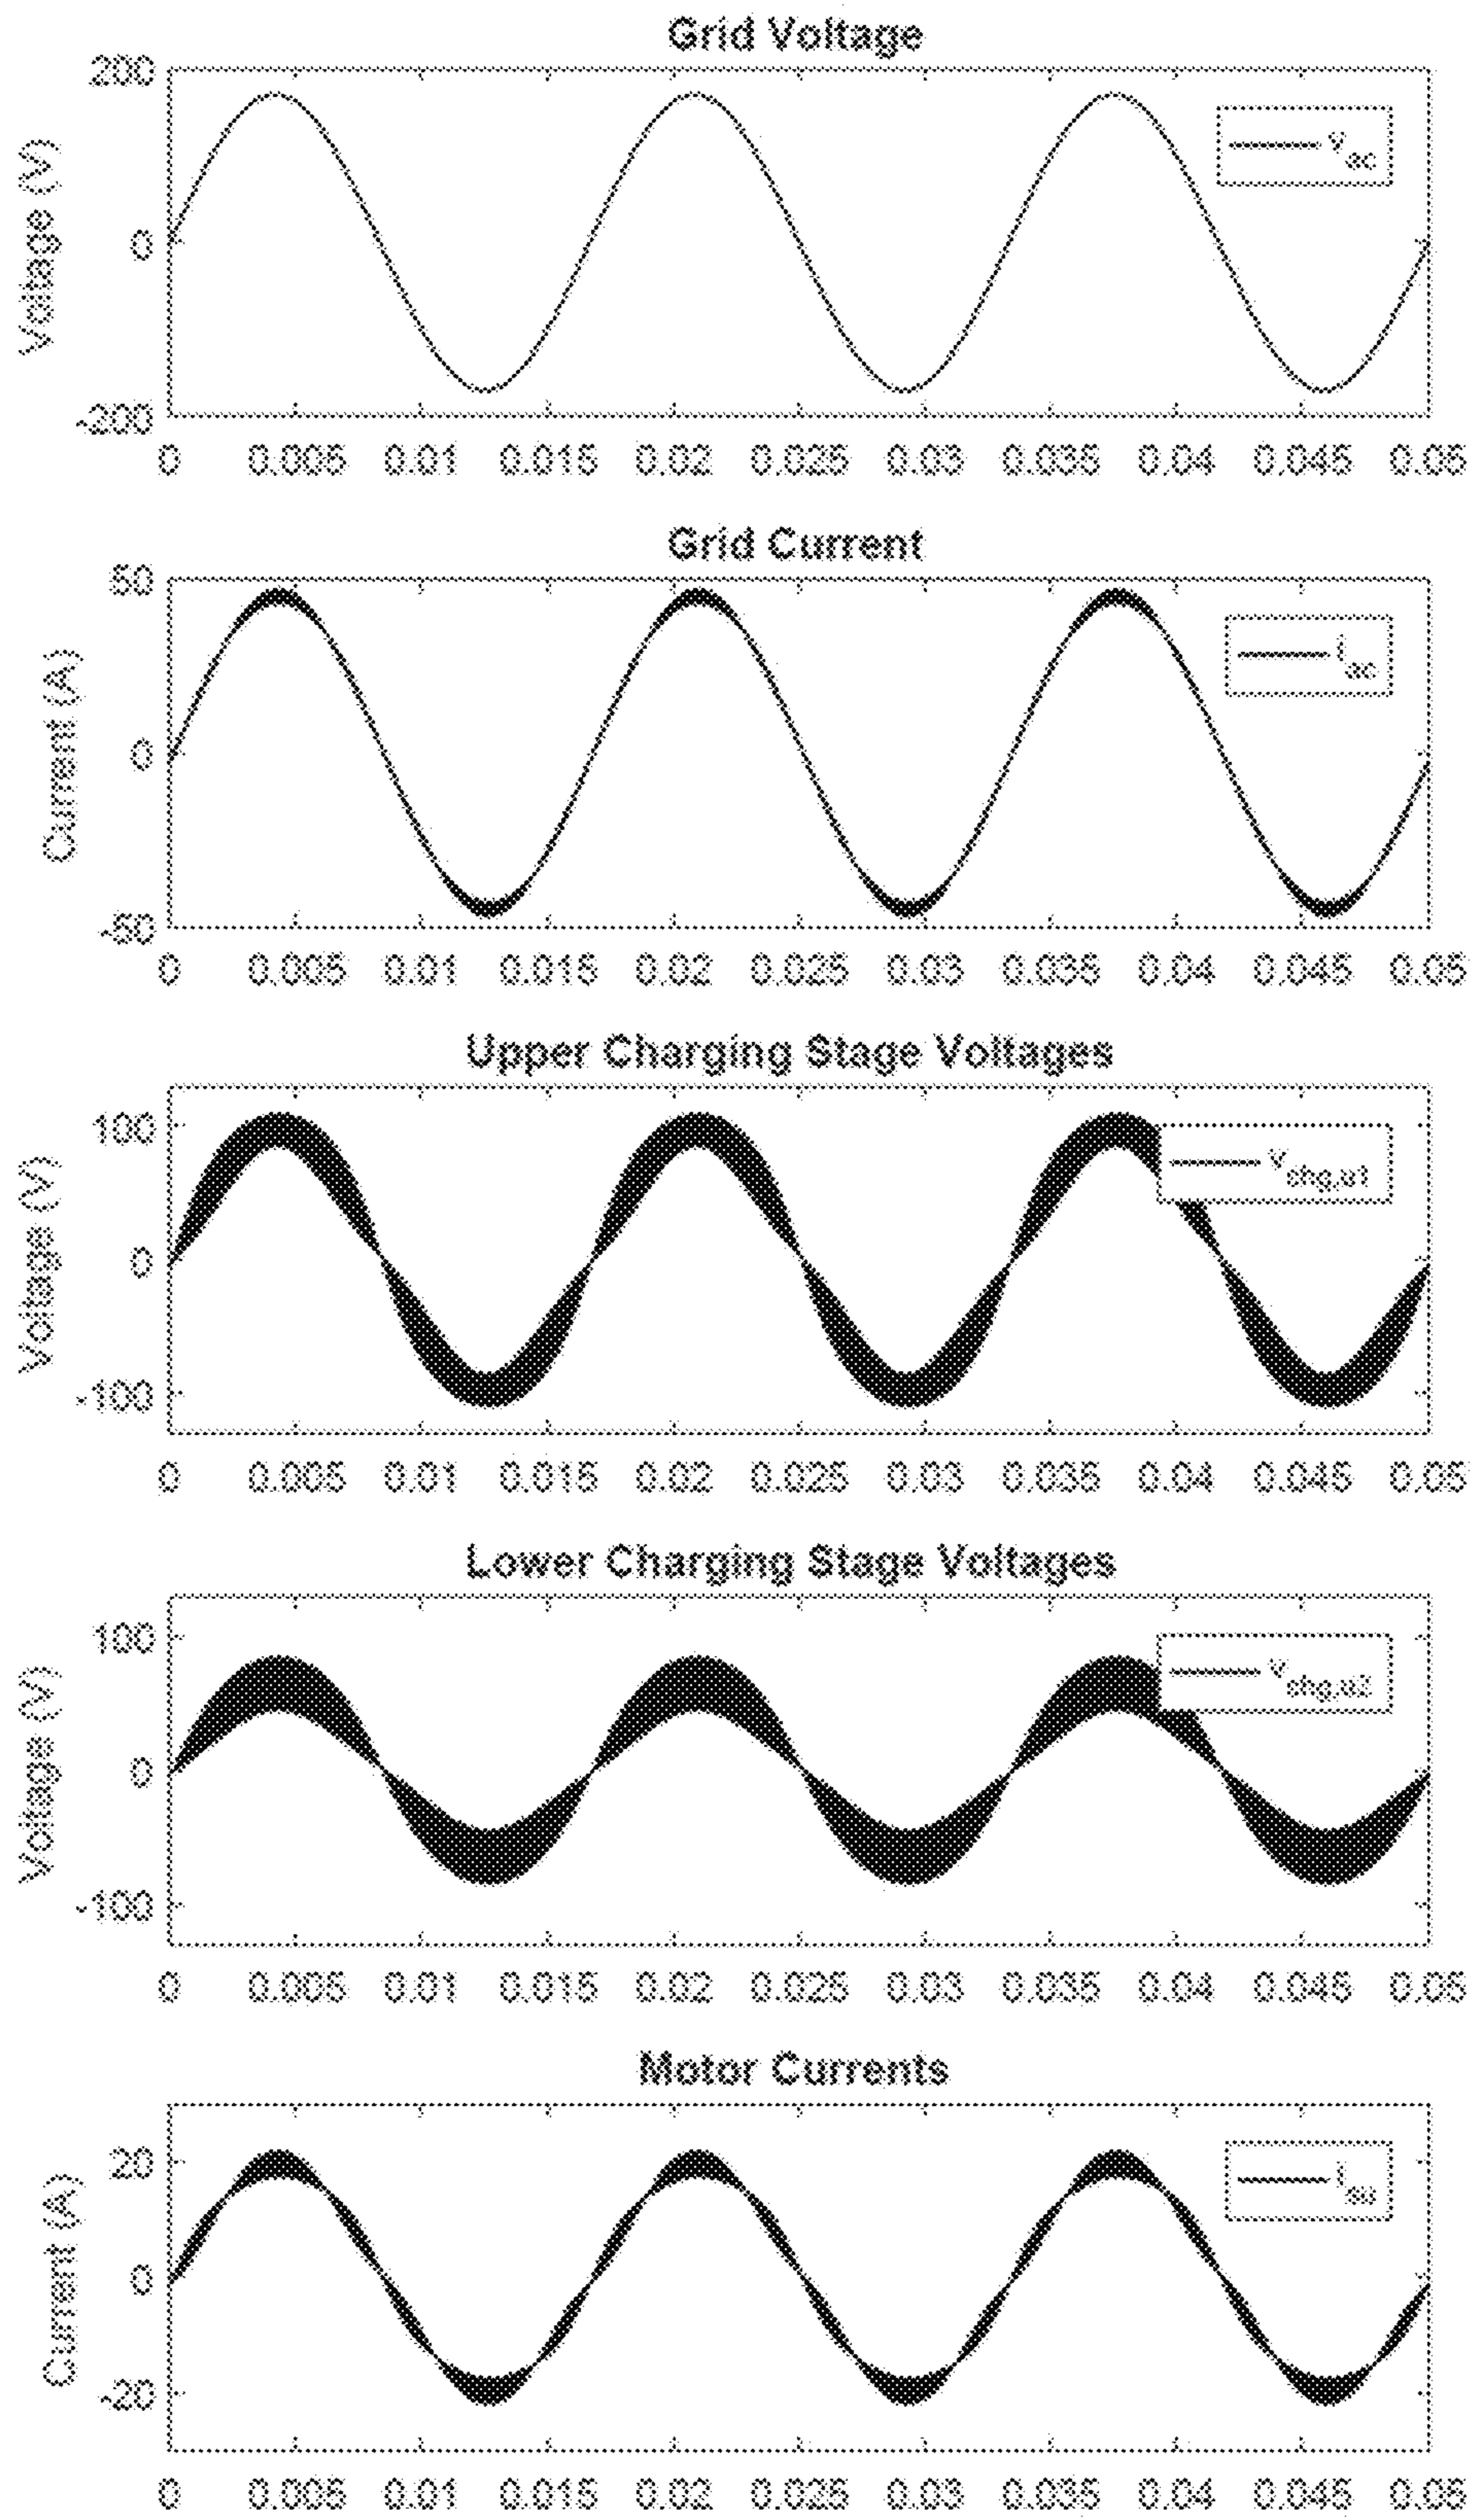 Grid Voltage
200
0
-200
Voltage (V)
v_ac
0 0.005 0.01 0.015 0.02 0.025 0.03 0.035 0.04 0.045 0.05
Grid Current
50
0
-50
Current (A)
i_ac
0 0.005 0.01 0.015 0.02 0.025 0.03 0.035 0.04 0.045 0.05
Upper Charging Stage Voltages
100
0
-100
Voltage (V)
v_chg,u1
0 0.005 0.01 0.015 0.02 0.025 0.03 0.035 0.04 0.045 0.05
Lower Charging Stage Voltages
100
0
-100
Voltage (V)
v_chg,u2
0 0.005 0.01 0.015 0.02 0.025 0.03 0.035 0.04 0.045 0.05
Motor Currents
20
0
-20
Current (A)
0 0.005 0.01 0.015 0.02 0.025 0.03 0.035 0.04 0.045 0.05